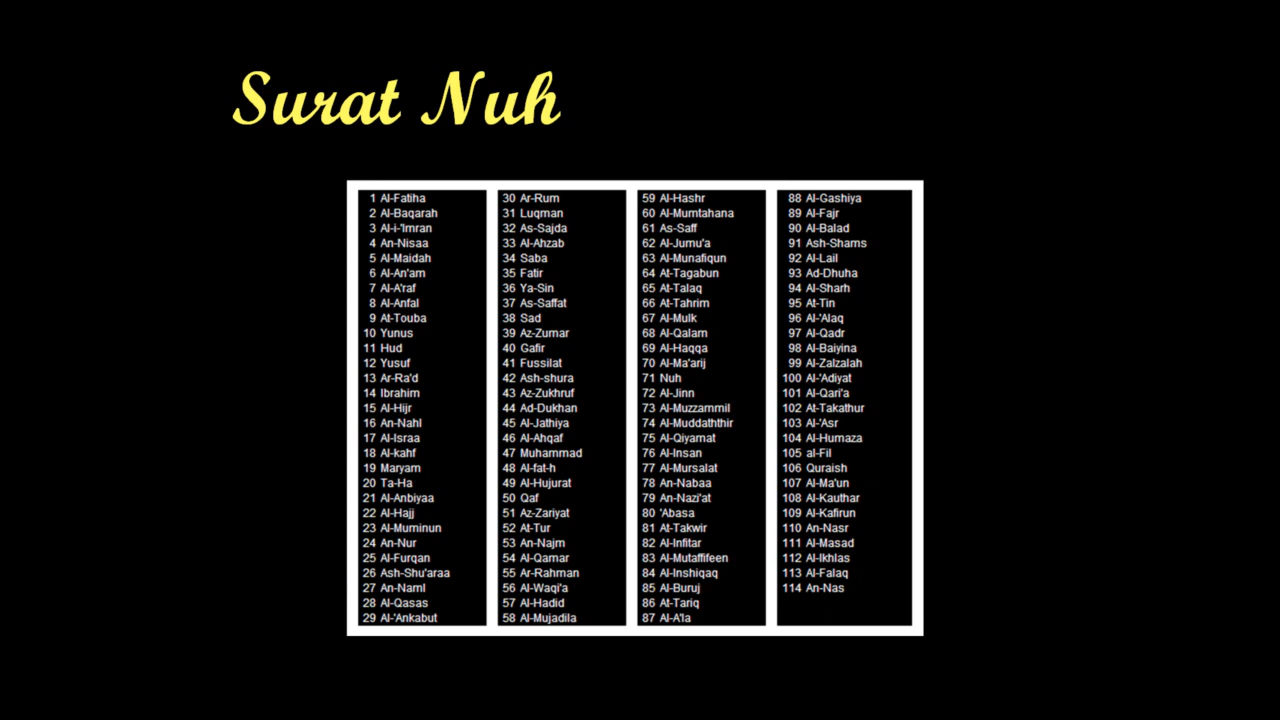 Surat Nuh
1 Al-Fatiha
2 Al-Baqarah
3 Al-i-'Imran
4 An-Nisaa
5 Al-Maidah
6 Al-An'am
7 Al-A'raf
8 Al-Anfal
9 At-Touba
10 Yunus
11 Hud
12 Yusuf
13 Ar-Ra'd
14 Ibrahim
15 Al-Hijr
16 An-Nahl
17 Al-Israa
18 Al-kahf
19 Maryam
20 Ta-Ha
21 Al-Anbiyaa
22 Al-Hajj
23 Al-Muminun
24 An-Nur
25 Al-Furqan
26 Ash-Shu'araa
27 An-Naml
28 Al-Qasas
29 Al-'Ankabut
30 Ar-Rum
31 Luqman
32 As-Sajda
33 Al-Ahzab
34 Saba
35 Fatir
36 Ya-Sin
37 As-Saffat
38 Sad
39 Az-Zumar
40 Gafir
41 Fussilat
42 Ash-shura
43 Az-Zukhruf
44 Ad-Dukhan
45 Al-Jathiya
46 Al-Ahqaf
47 Muhammad
48 Al-fat-h
49 Al-Hujurat
50 Qaf
51 Az-Zariyat
52 At-Tur
53 An-Najm
54 Al-Qamar
55 Ar-Rahman
56 Al-Waqi'a
57 Al-Hadid
58 Al-Mujadila
59 Al-Hashr
60 Al-Mumtahana
61 As-Saff
62 Al-Jumu'a
63 Al-Munafiqun
64 At-Tagabun
65 At-Talaq
66 At-Tahrim
67 Al-Mulk
68 Al-Qalam
69 Al-Haqqa
70 Al-Ma'arij
71 Nuh
72 Al-Jinn
73 Al-Muzzammil
74 Al-Muddaththir
75 Al-Qiyamat
76 Al-Insan
77 Al-Mursalat
78 An-Nabaa
79 An-Nazi'at
80 'Abasa
81 At-Takwir
82 Al-Infitar
83 Al-Mutaffifeen
84 Al-Inshiqaq
85 Al-Buruj
86 At-Tariq
87 Al-A'la
88 Al-Gashiya
89 Al-Fajr
90 Al-Balad
91 Ash-Shams
92 Al-Lail
93 Ad-Dhuha
94 Al-Sharh
95 At-Tin
96 Al-'Alaq
97 Al-Qadr
98 Al-Baiyina
99 Al-Zalzalah
100 Al-'Adiyat
101 Al-Qari'a
102 At-Takathur
103 Al-'Asr
104 Al-Humaza
105 al-Fil
106 Quraish
107 Al-Ma'un
108 Al-Kauthar
109 Al-Kafirun
110 An-Nasr
111 Al-Masad
112 Al-Ikhlas
113 Al-Falaq
114 An-Nas